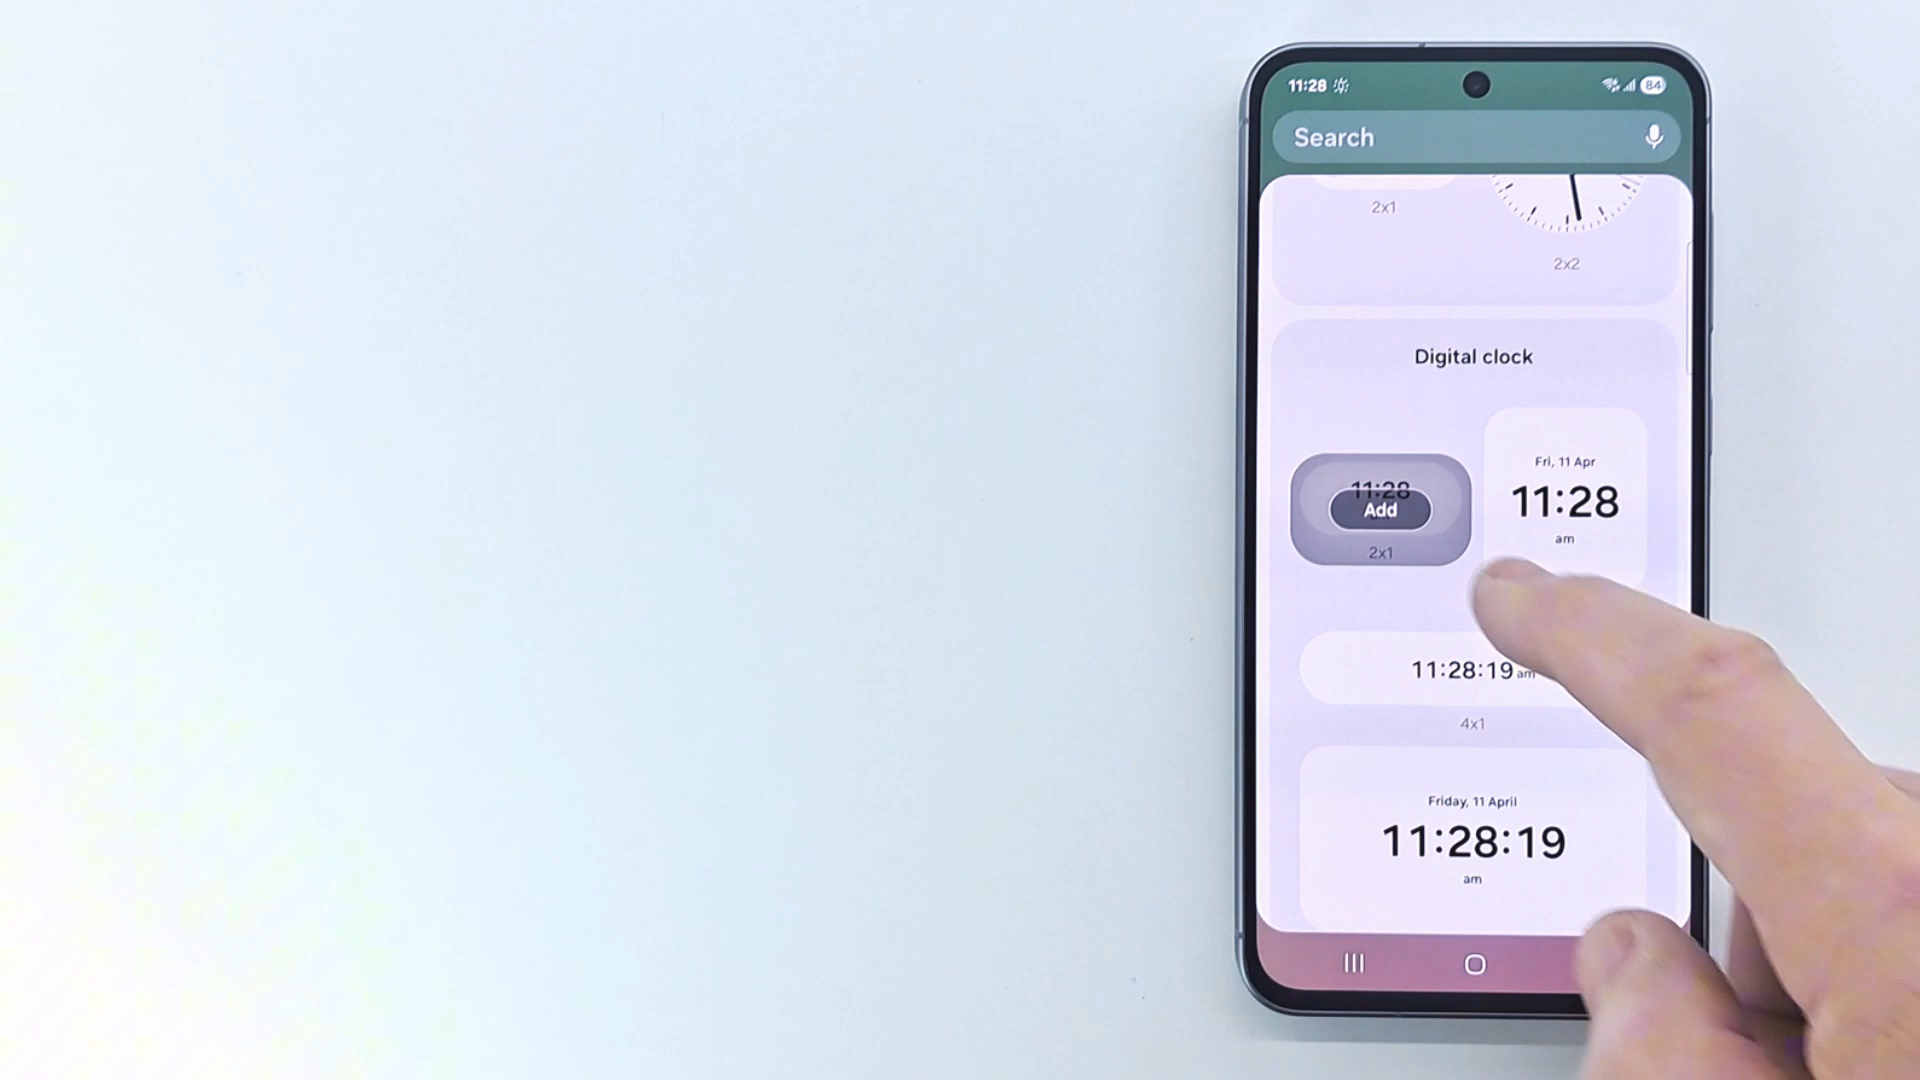 11:28
84
Search
2x1
2x2
Digital clock
11:28
Add
2x1
Fri, 11 Apr
11:28
am
11:28:19 am
4x1
Friday, 11 April
11:28:19
am